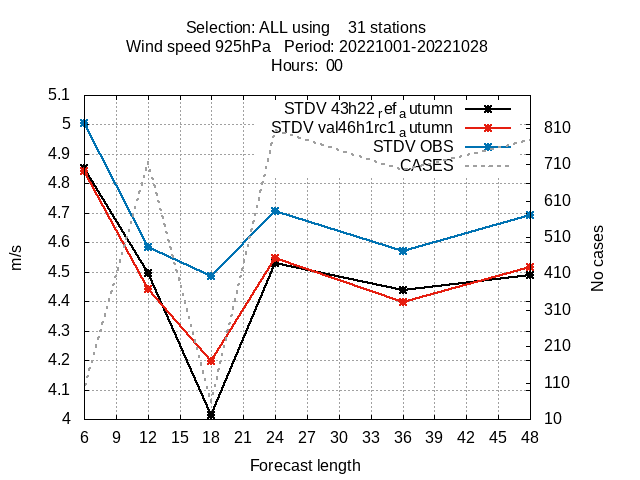 Selection: ALL using    31 stations
Wind speed 925hPa   Period: 20221001-20221028
Hours:  00
STDV 43h22ref autumn
STDV val46h1rc1autumn
STDV OBS
CASES
5.1
5
4.9
4.8
4.7
4.6
4.5
4.4
4.3
4.2
4.1
4
m/s
810
710
610
510
410
310
210
110
10
No cases
6 9 12 15 18 21 24 27 30 33 36 39 42 45 48
Forecast length